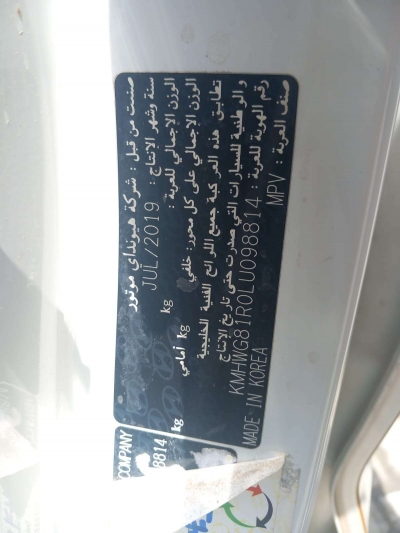 صنعت من قبل : شركة هيونداي موتور
سنة وشهر الإنتاج : JUL/2019
الوزن الإجمالي للعربة : kg
الوزن الإجمالي على كل محور: خلفي kg أمامي kg
تطابق هذه المركبة جميع اللوائح الفنية الخليجية
والوطنية للسيارات التي صدرت حتى تاريخ الإنتاج
رقم الهوية للعربة : KMHWG81R0LU098814
صنف العربة : MPV MADE IN KOREA
COMPANY
8814